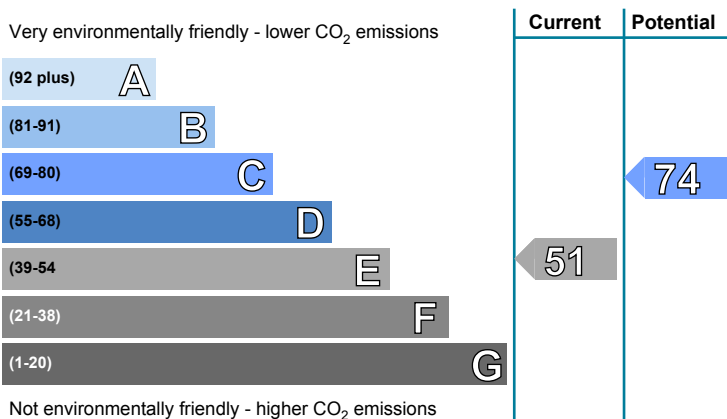 Very environmentally friendly - lower CO₂ emissions
Current
Potential
(92 plus) A
(81-91) B
(69-80) C
74
(55-68) D
(39-54 E
51
(21-38) F
(1-20) G
Not environmentally friendly - higher CO₂ emissions